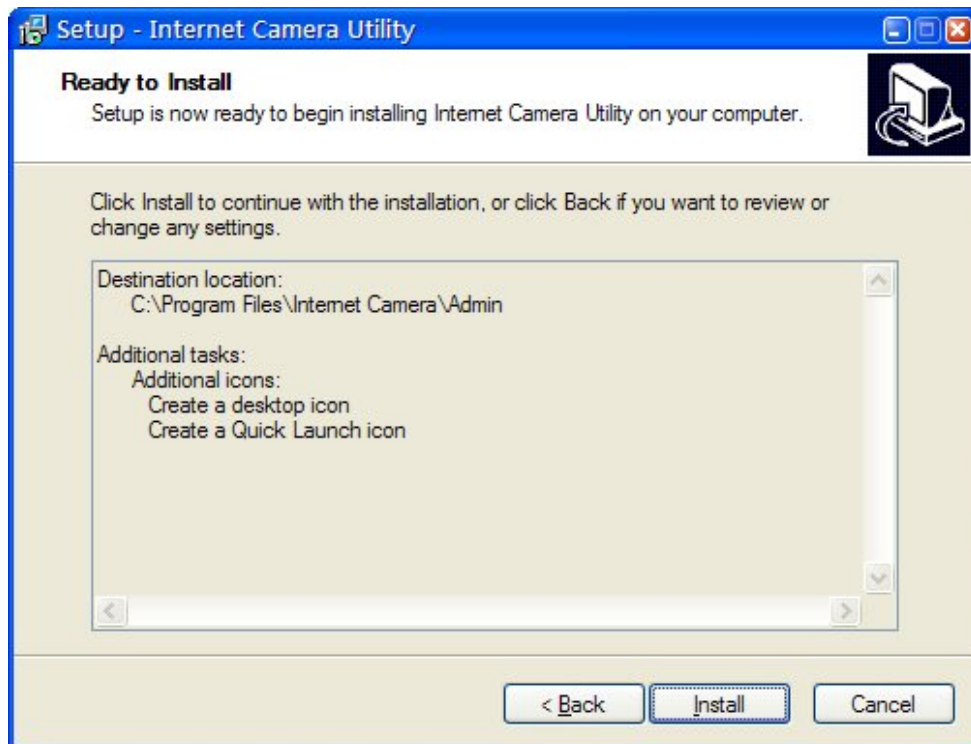 Setup - Internet Camera Utility
Ready to Install
Setup is now ready to begin installing Internet Camera Utility on your computer.
Click Install to continue with the installation, or click Back if you want to review or
change any settings.
Destination location:
C:\Program Files\Internet Camera\Admin
Additional tasks:
Additional icons:
Create a desktop icon
Create a Quick Launch icon
< Back
Install
Cancel